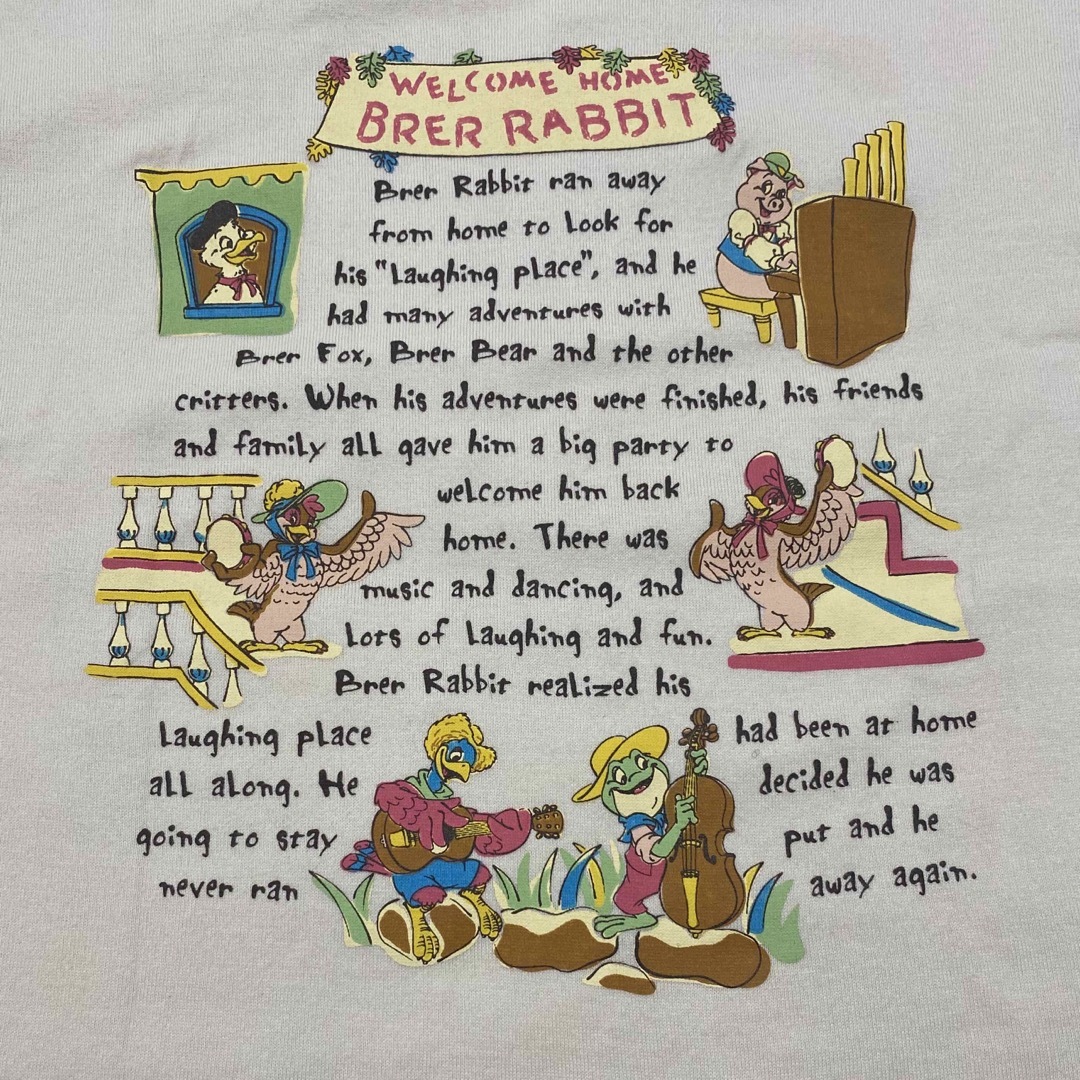 WELCOME HOME
BRER RABBIT
Brer Rabbit ran away
from home to Look for
his "Laughing place", and he
had many adventures with
Brer Fox, Brer Bear and the other
critters. When his adventures were finished, his friends
and family all gave him a big party to
welcome him back
home. There was
music and dancing, and
Lots of Laughing and fun.
Brer Rabbit realized his
Laughing place had been at home
all along. He decided he was
going to stay put and he
never ran away again.